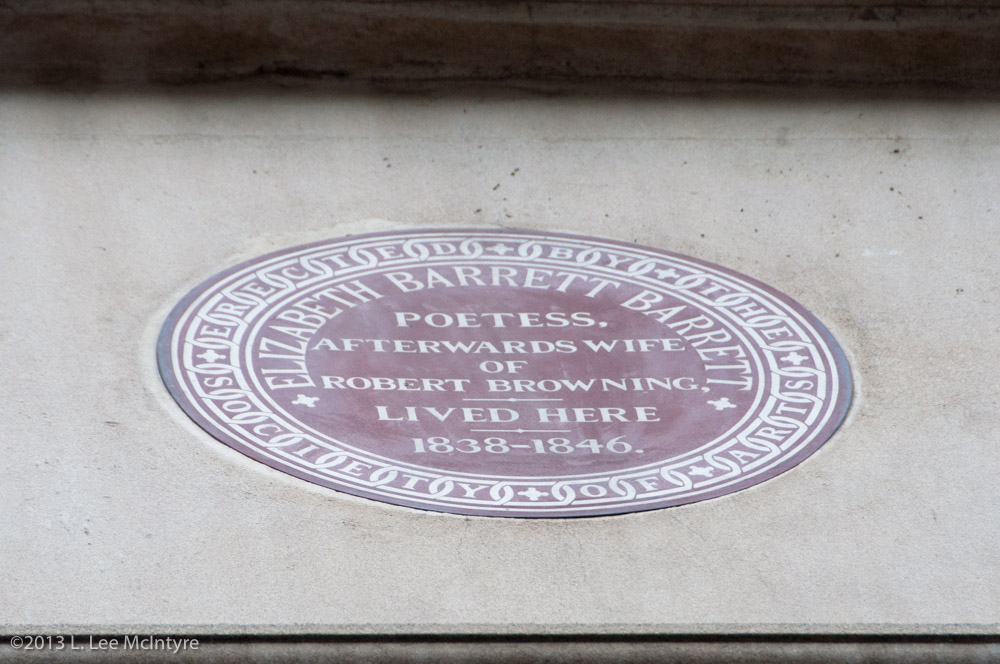 ERECTED BY THE
SOCIETY OF ARTS
ELIZABETH BARRETT BARRETT
POETESS,
AFTERWARDS WIFE
OF
ROBERT BROWNING,
LIVED HERE
1838-1846.
©2013 L. Lee McIntyre